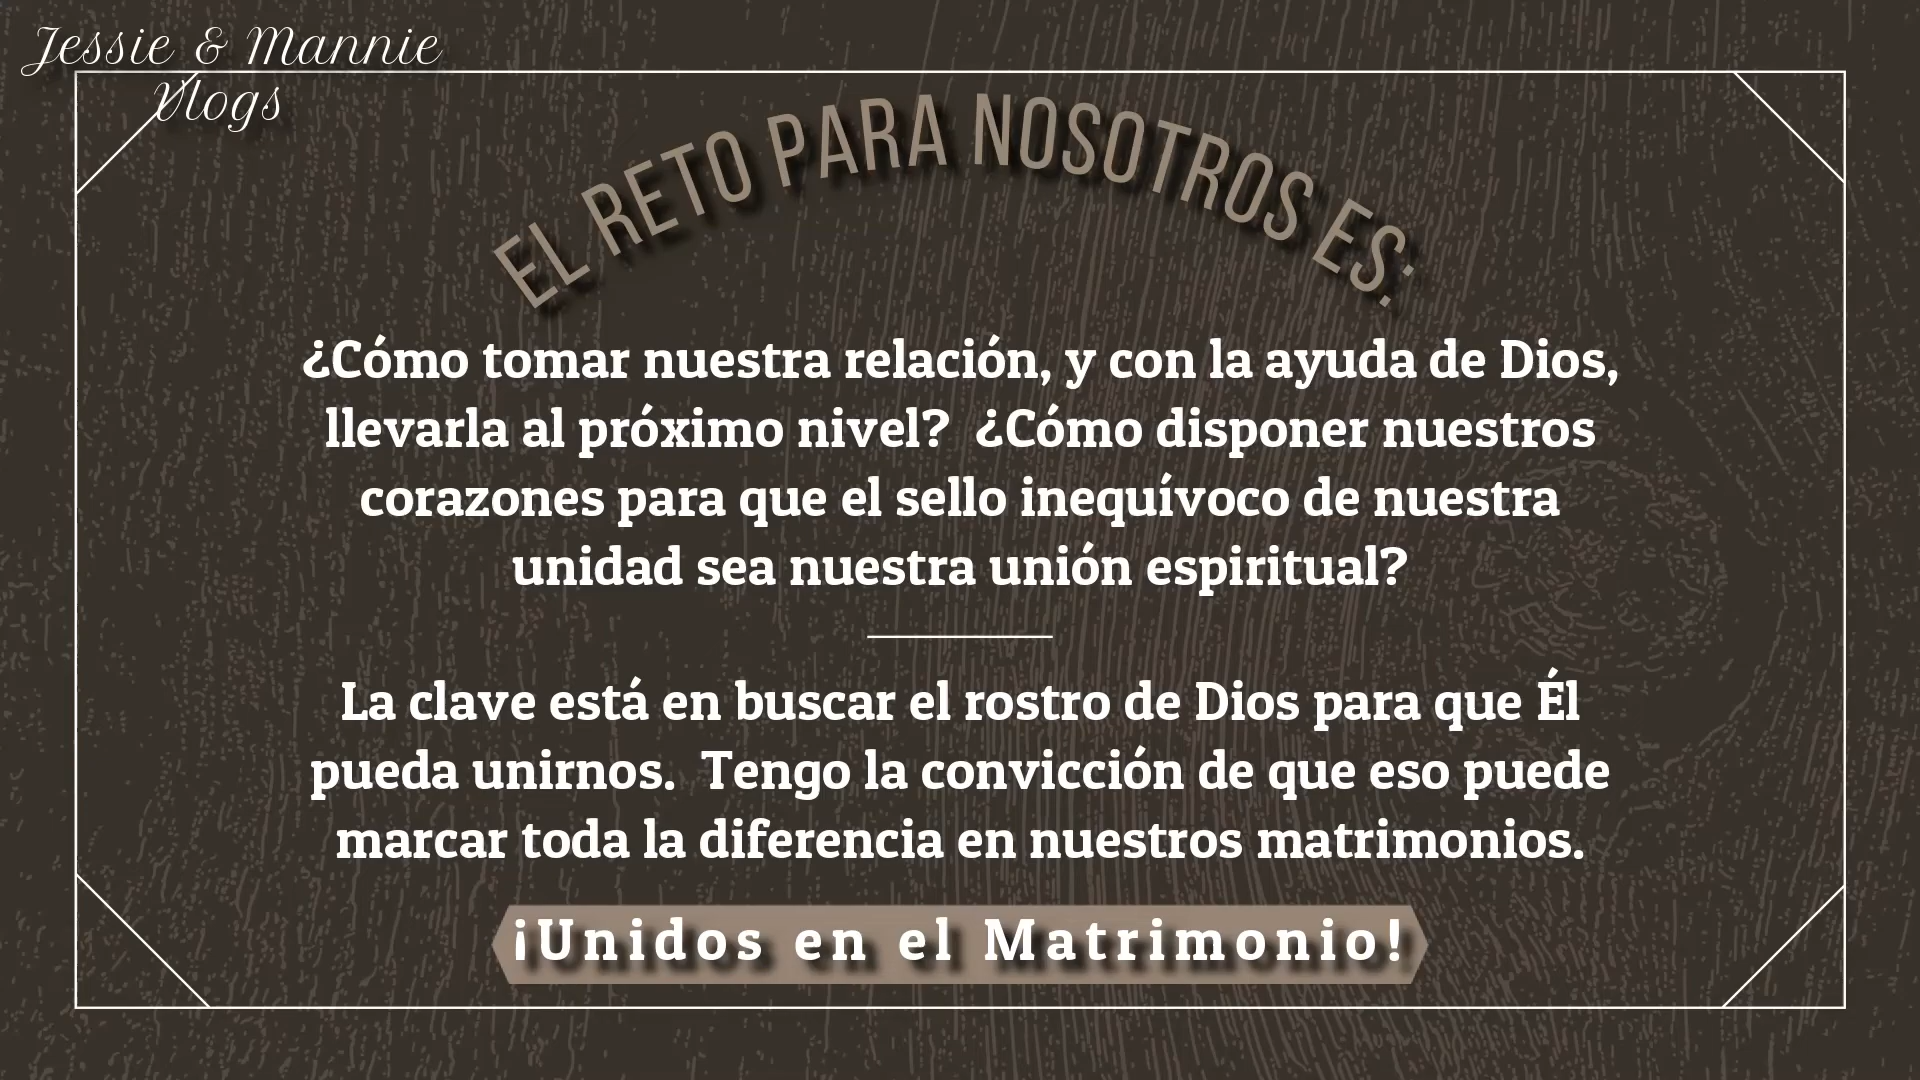 Jessie & Mannie
Vlogs
EL RETO PARA NOSOTROS ES:
¿Cómo tomar nuestra relación, y con la ayuda de Dios,
llevarla al próximo nivel?  ¿Cómo disponer nuestros
corazones para que el sello inequívoco de nuestra
unidad sea nuestra unión espiritual?
La clave está en buscar el rostro de Dios para que Él
pueda unirnos.  Tengo la convicción de que eso puede
marcar toda la diferencia en nuestros matrimonios.
¡Unidos en el Matrimonio!